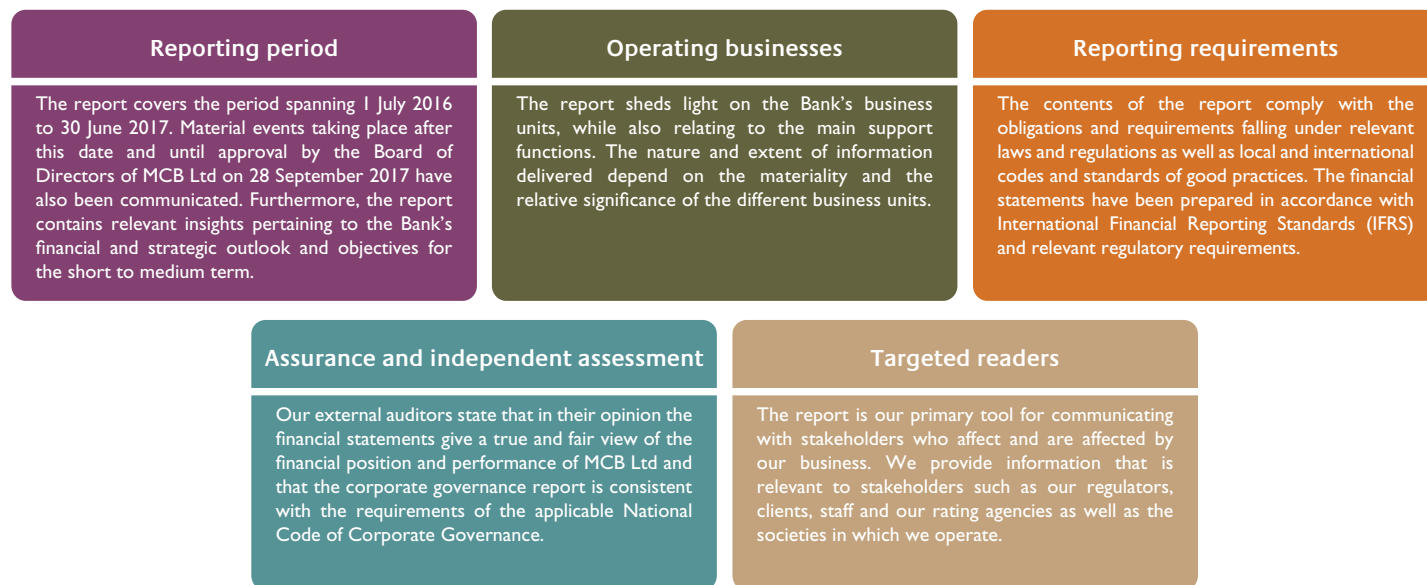 Reporting period
The report covers the period spanning 1 July 2016
to 30 June 2017. Material events taking place after
this date and until approval by the Board of
Directors of MCB Ltd on 28 September 2017 have
also been communicated. Furthermore, the report
contains relevant insights pertaining to the Bank's
financial and strategic outlook and objectives for
the short to medium term.
Operating businesses
The report sheds light on the Bank's business
units, while also relating to the main support
functions. The nature and extent of information
delivered depend on the materiality and the
relative significance of the different business units.
Reporting requirements
The contents of the report comply with the
obligations and requirements falling under relevant
laws and regulations as well as local and international
codes and standards of good practices. The financial
statements have been prepared in accordance with
International Financial Reporting Standards (IFRS)
and relevant regulatory requirements.
Assurance and independent assessment
Our external auditors state that in their opinion the
financial statements give a true and fair view of the
financial position and performance of MCB Ltd and
that the corporate governance report is consistent
with the requirements of the applicable National
Code of Corporate Governance.
Targeted readers
The report is our primary tool for communicating
with stakeholders who affect and are affected by
our business. We provide information that is
relevant to stakeholders such as our regulators,
clients, staff and our rating agencies as well as the
societies in which we operate.